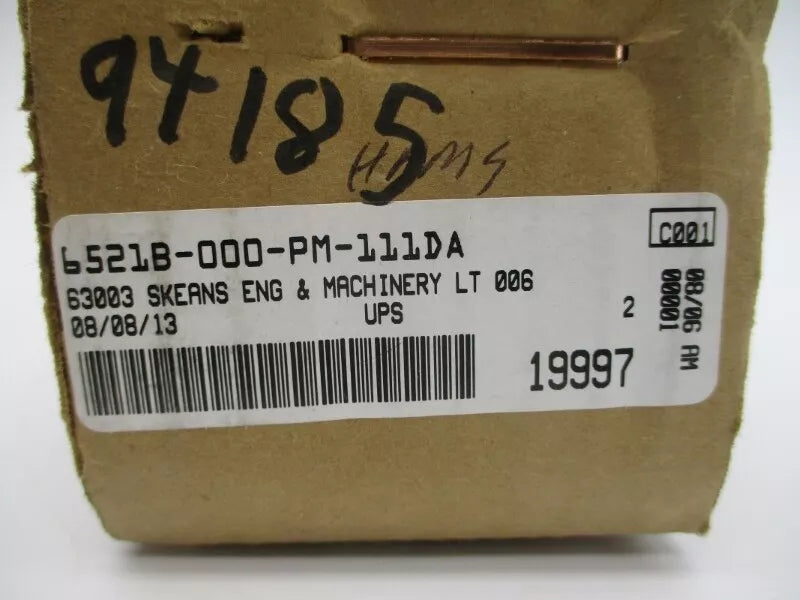 94185
HAMS
6521B-000-PM-111DA
63003 SKEANS ENG & MACHINERY LT 006
08/08/13 UPS 2
19997
C001
08/06 AM
00001